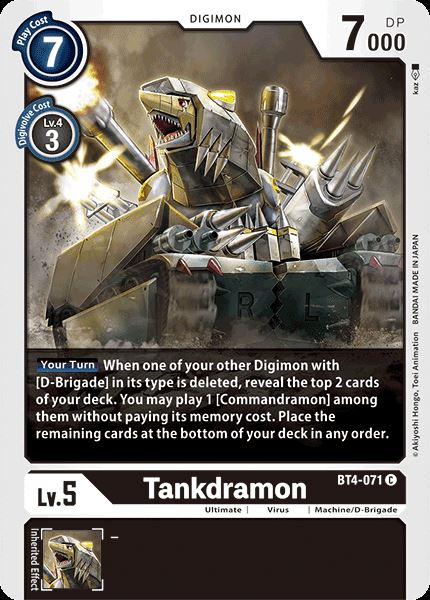 Play Cost
7
DIGIMON
DP
7000
Digivolve Cost
Lv.4
3
kaz
R L
Your Turn When one of your other Digimon with
[D-Brigade] in its type is deleted, reveal the top 2 cards
of your deck. You may play 1 [Commandramon] among
them without paying its memory cost. Place the
remaining cards at the bottom of your deck in any order.
©Akiyoshi Hongo, Toei Animation BANDAI MADE IN JAPAN
Lv.5
Tankdramon
BT4-071 C
Ultimate | Virus | Machine/D-Brigade
Inherited Effect
–